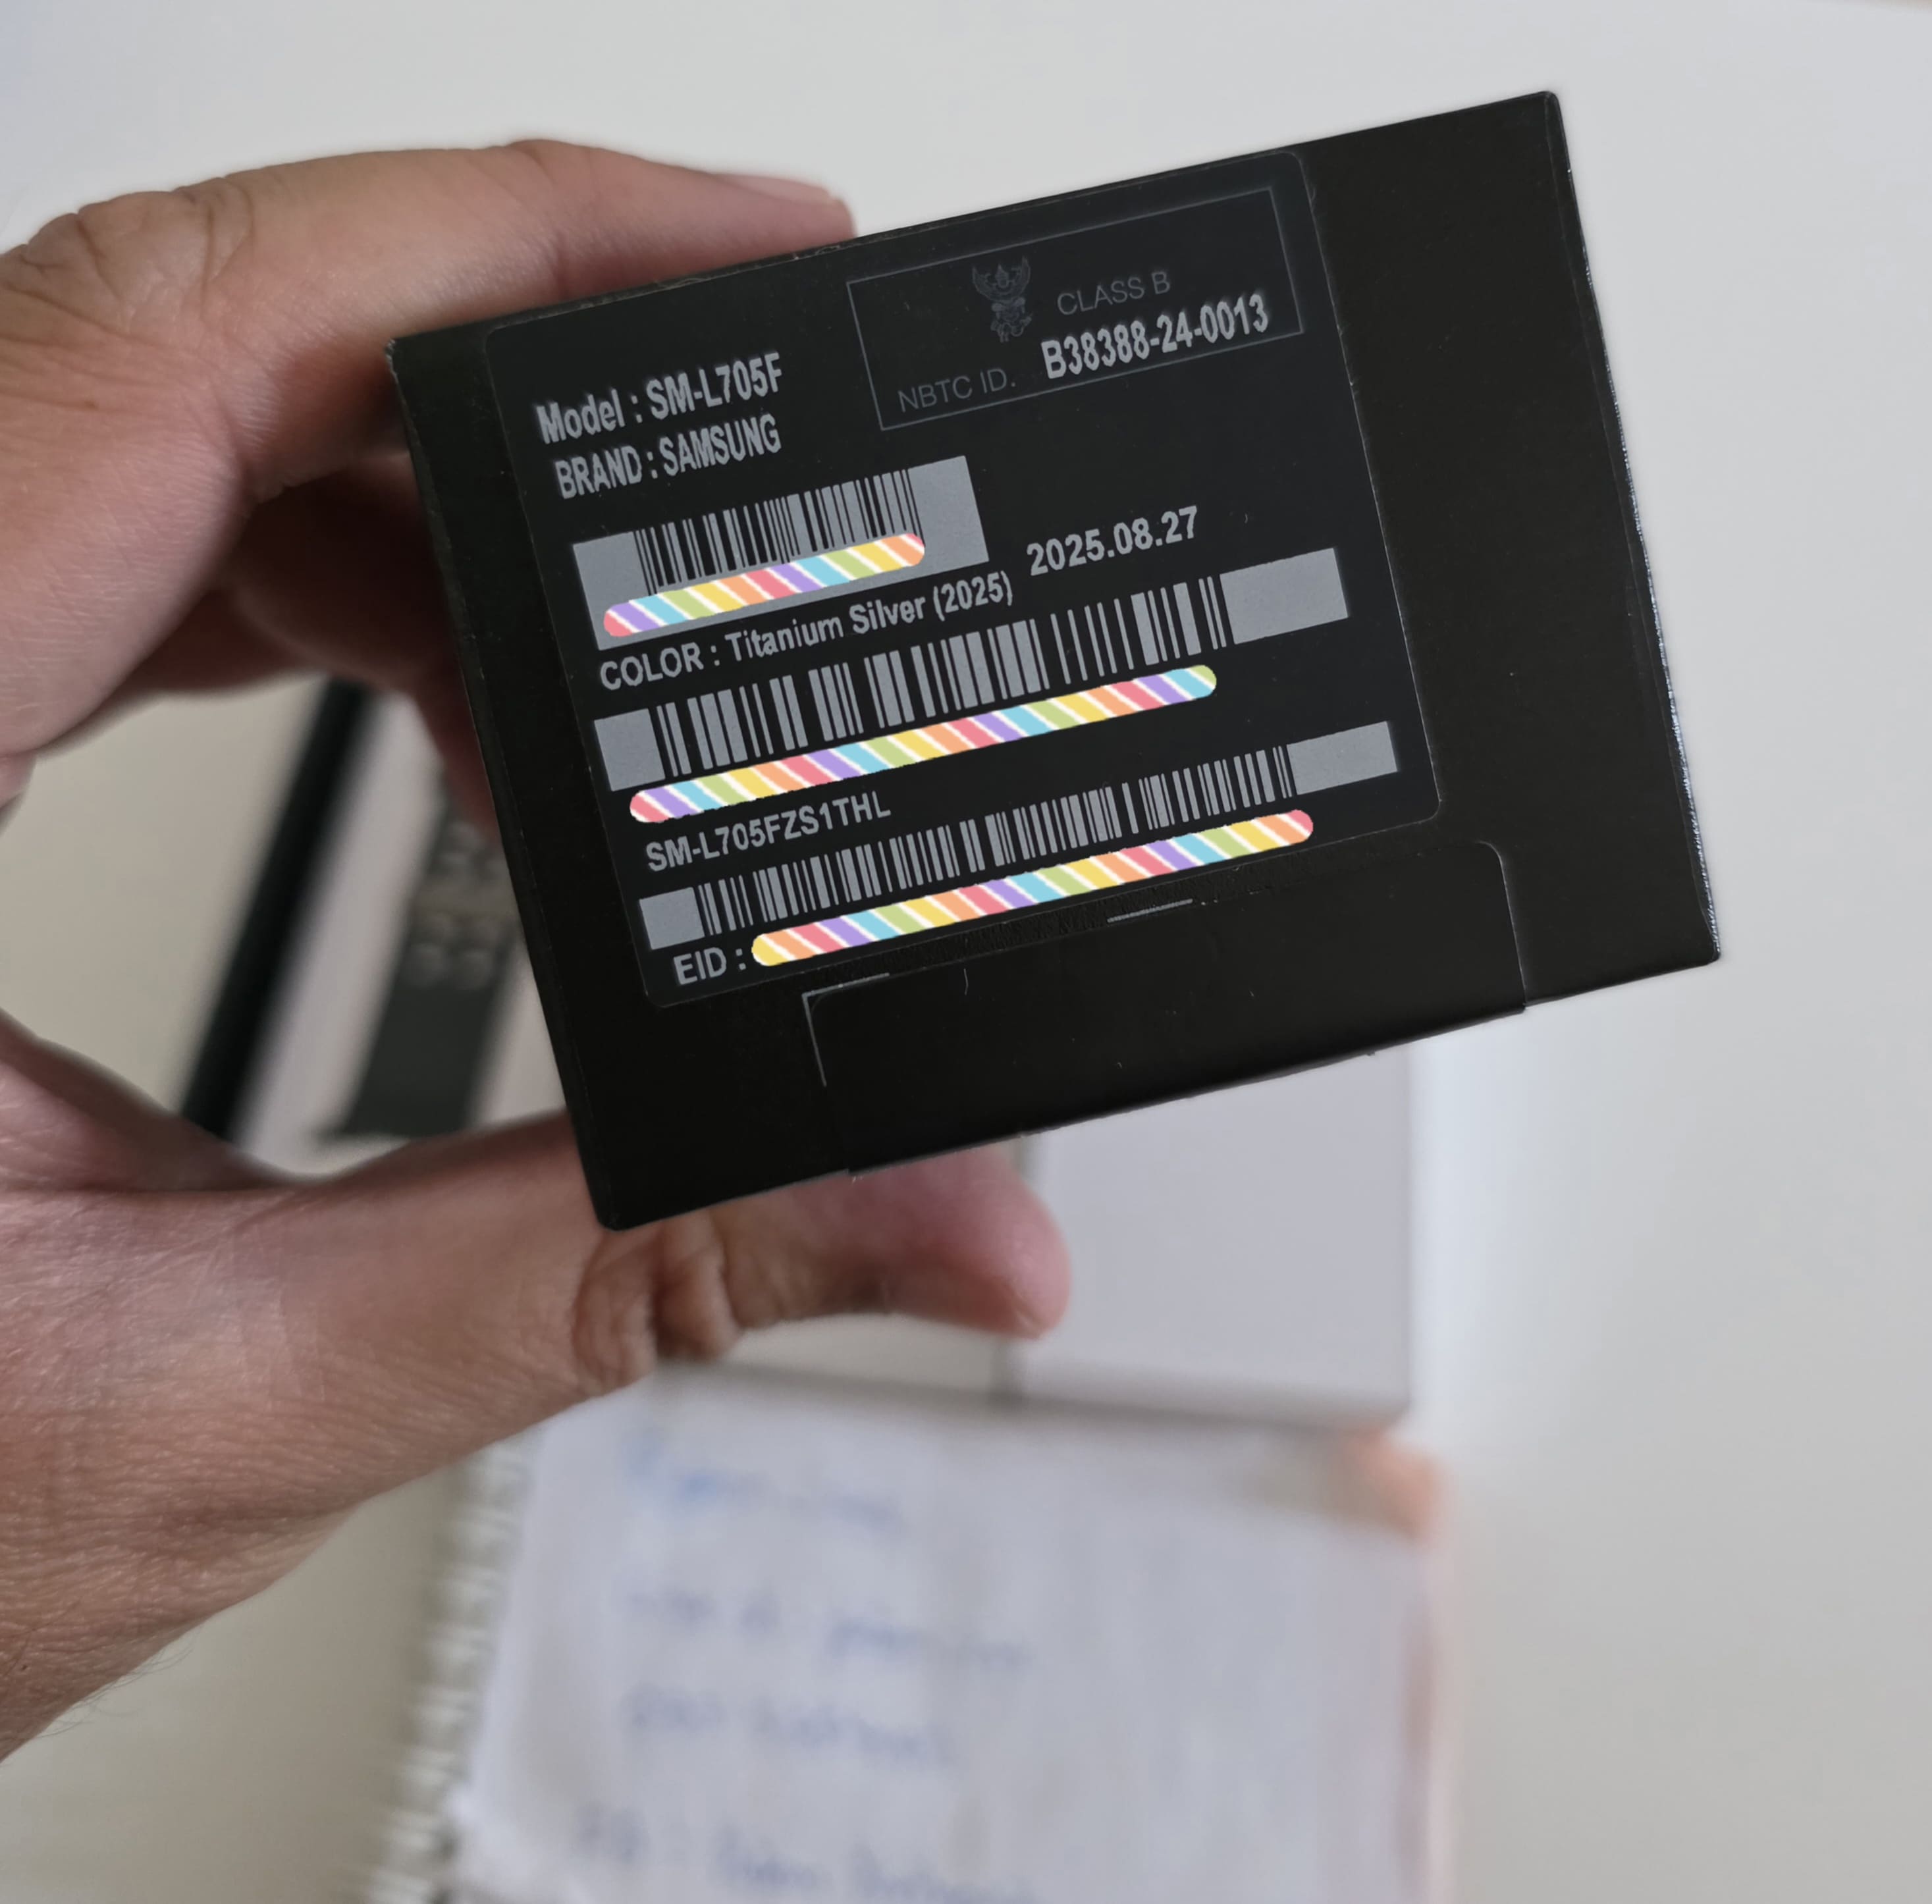 CLASS B
NBTC ID. B38388-24-0013
Model : SM-L705F
BRAND : SAMSUNG
2025.08.27
COLOR : Titanium Silver (2025)
SM-L705FZS1THL
EID :